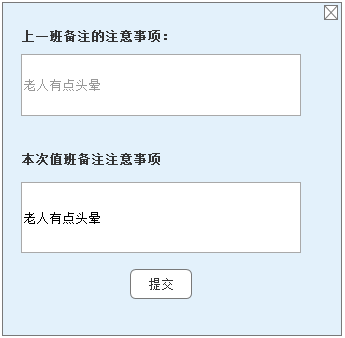 上一班备注的注意事项：
老人有点头晕
本次值班备注注意事项
老人有点头晕
提交